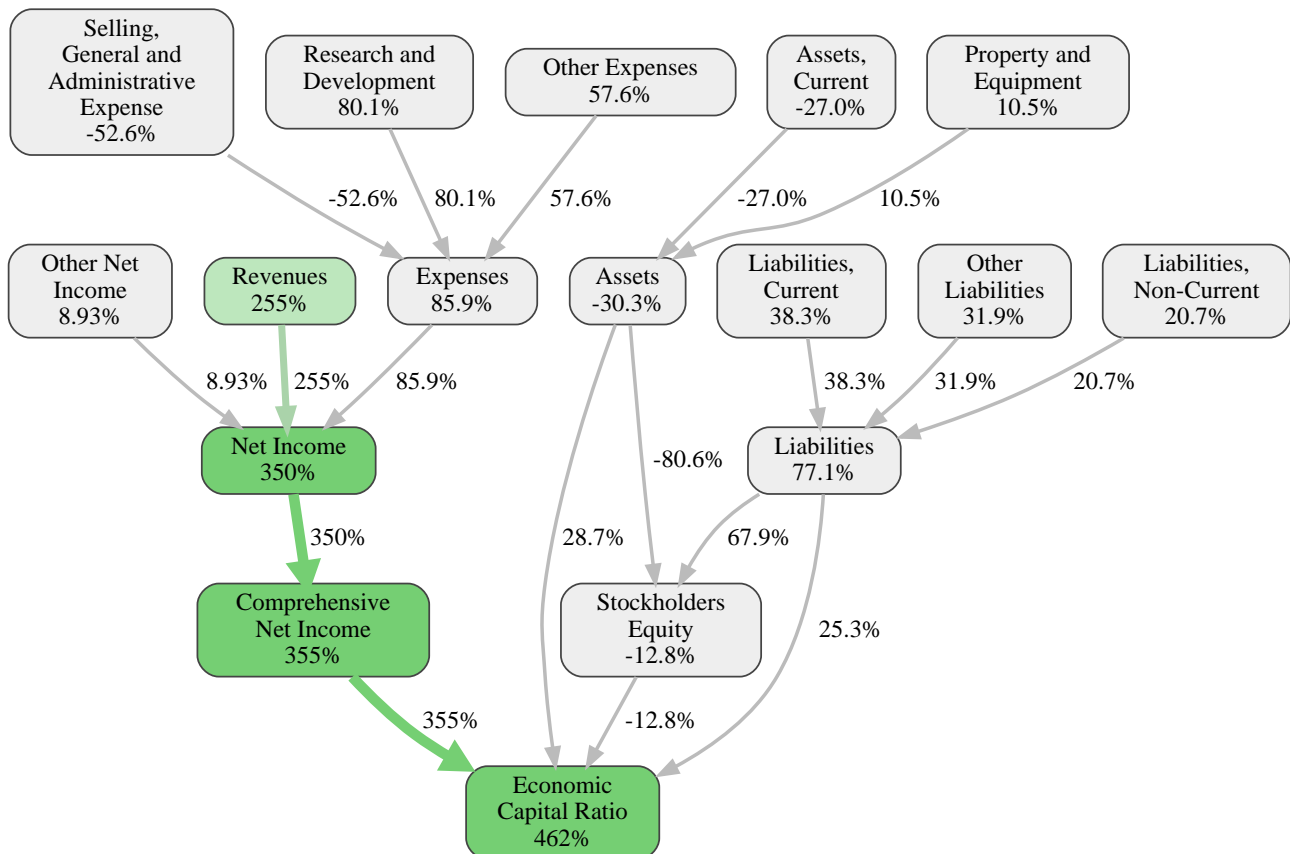 Selling,
General and
Administrative
Expense
-52.6%
Research and
Development
80.1%
Other Expenses
57.6%
Assets,
Current
-27.0%
Property and
Equipment
10.5%
-52.6%
80.1%
57.6%
-27.0%
10.5%
Other Net
Income
8.93%
Revenues
255%
Expenses
85.9%
Assets
-30.3%
Liabilities,
Current
38.3%
Other
Liabilities
31.9%
Liabilities,
Non-Current
20.7%
8.93%
255%
85.9%
38.3%
31.9%
20.7%
Net Income
350%
-80.6%
Liabilities
77.1%
350%
28.7%
67.9%
Comprehensive
Net Income
355%
Stockholders
Equity
-12.8%
25.3%
355%
-12.8%
Economic
Capital Ratio
462%